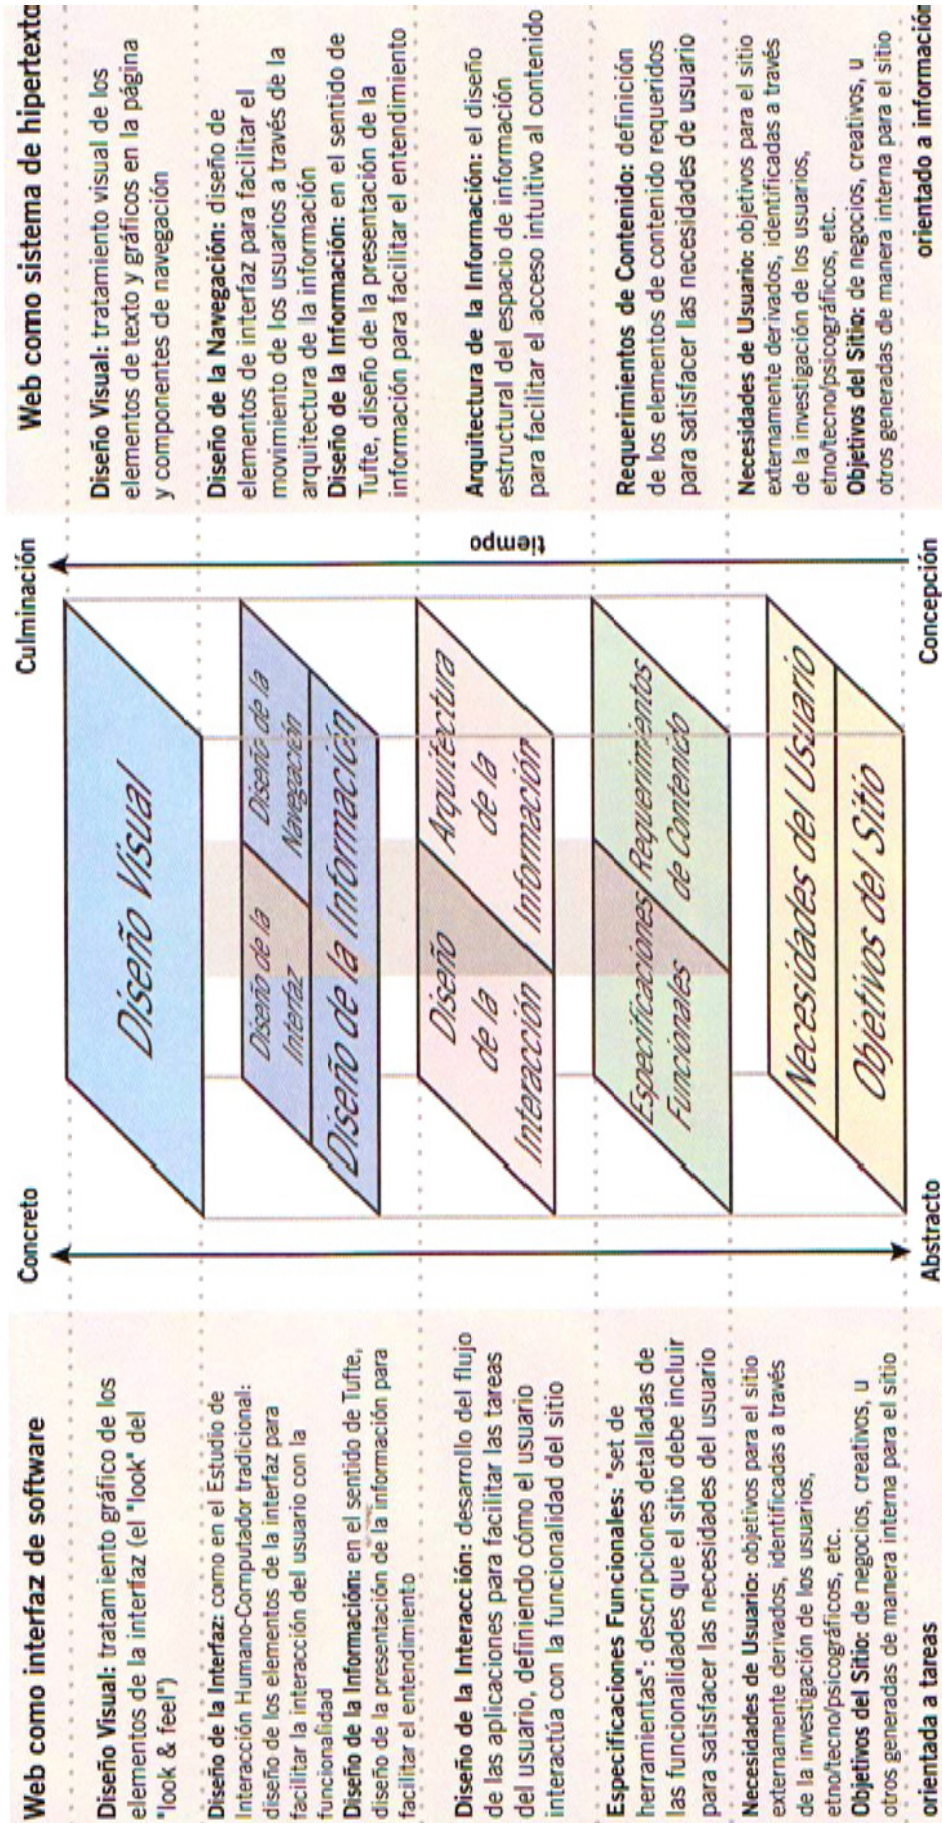 Web como interfaz de software
Diseño Visual: tratamiento gráfico de los
elementos de la interfaz (el "look" del
"look & feel")
Diseño de la Interfaz: como en el Estudio de
Interacción Humano-Computador tradicional:
diseño de los elementos de la interfaz para
facilitar la interacción del usuario con la
funcionalidad
Diseño de la Información: en el sentido de Tufte,
diseño de la presentación de la información para
facilitar el entendimiento
Diseño de la Interacción: desarrollo del flujo
de las aplicaciones para facilitar las tareas
del usuario, definiendo cómo el usuario
interactúa con la funcionalidad del sitio
Especificaciones Funcionales: "set de
herramientas": descripciones detalladas de
las funcionalidades que el sitio debe incluir
para satisfacer las necesidades del usuario
Necesidades de Usuario: objetivos para el sitio
externamente derivados, identificadas a través
de la investigación de los usuarios,
etno/tecno/psicográficos, etc.
Objetivos del Sitio: de negocios, creativos, u
otros generadas de manera interna para el sitio
orientada a tareas
Concreto
Culminación
Diseño Visual
Diseño de la
Interfaz
Diseño de la
Navegación
Diseño de la Información
Diseño
de la
Interacción
Arquitectura
de la
Información
Especificaciones
Funcionales
Requerimientos
de Contenido
Necesidades del Usuario
Objetivos del Sitio
tiempo
Abstracto
Concepción
Web como sistema de hipertexto
Diseño Visual: tratamiento visual de los
elementos de texto y gráficos en la página
y componentes de navegación
Diseño de la Navegación: diseño de
elementos de interfaz para facilitar el
movimiento de los usuarios a través de la
arquitectura de la información
Diseño de la Información: en el sentido de
Tufte, diseño de la presentación de la
información para facilitar el entendimiento
Arquitectura de la Información: el diseño
estructural del espacio de información
para facilitar el acceso intuitivo al contenido
Requerimientos de Contenido: definición
de los elementos de contenido requeridos
para satisfacer las necesidades de usuario
Necesidades de Usuario: objetivos para el sitio
externamente derivados, identificadas a través
de la investigación de los usuarios,
etno/tecno/psicográficos, etc.
Objetivos del Sitio: de negocios, creativos, u
otros generadas de manera interna para el sitio
orientado a información